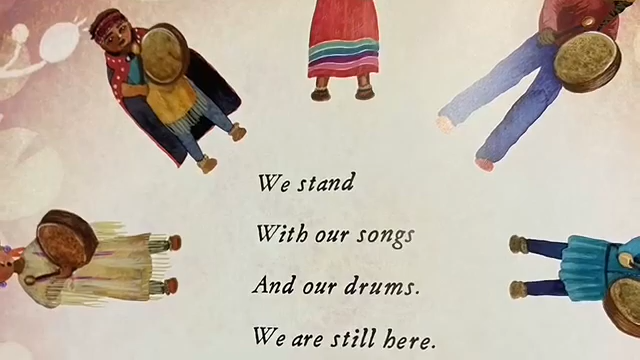 We stand
With our songs
And our drums.
We are still here.